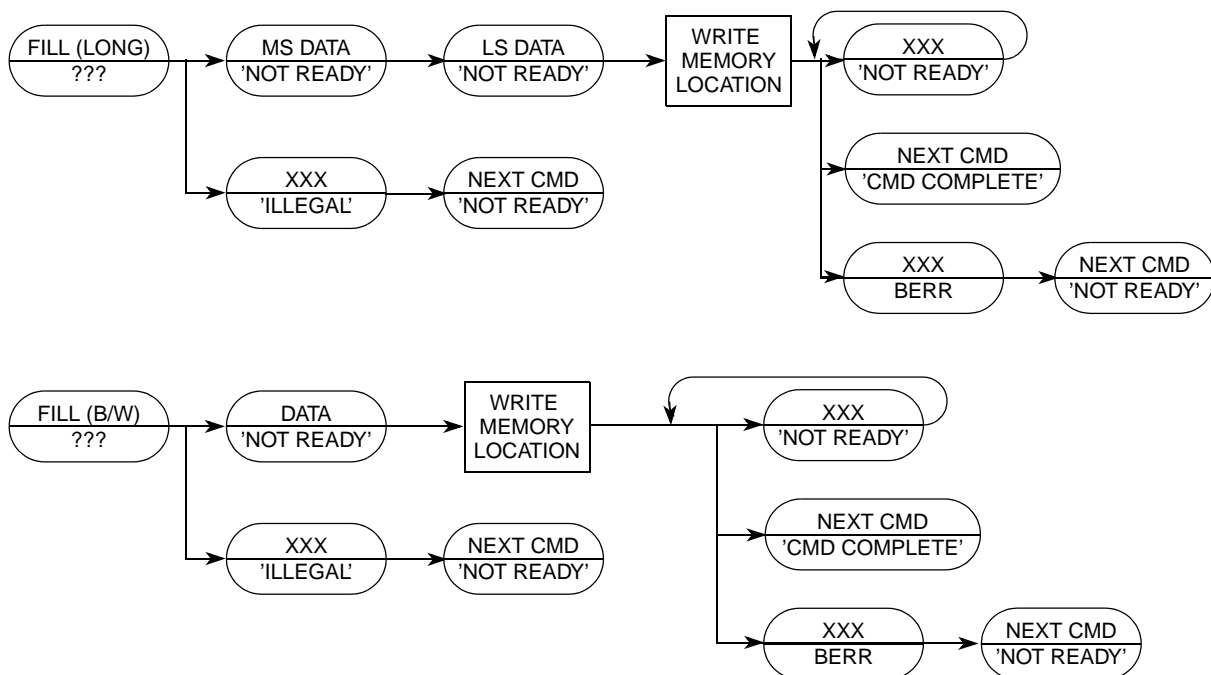 FILL (LONG)
???
MS DATA
’NOT READY’
LS DATA
’NOT READY’
WRITE
MEMORY
LOCATION
XXX
’NOT READY’
XXX
’ILLEGAL’
NEXT CMD
’NOT READY’
NEXT CMD
’CMD COMPLETE’
XXX
BERR
NEXT CMD
’NOT READY’
FILL (B/W)
???
DATA
’NOT READY’
WRITE
MEMORY
LOCATION
XXX
’NOT READY’
XXX
’ILLEGAL’
NEXT CMD
’NOT READY’
NEXT CMD
’CMD COMPLETE’
XXX
BERR
NEXT CMD
’NOT READY’